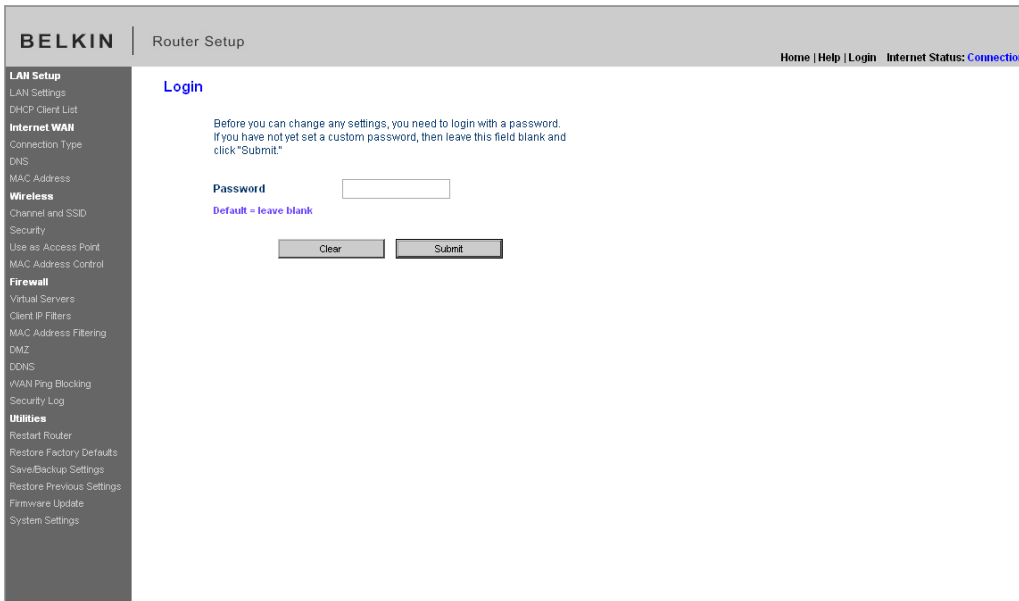 BELKIN
Router Setup
Home | Help | Login Internet Status: Connection
LAN Setup
LAN Settings
DHCP Client List
Internet WAN
Connection Type
DNS
MAC Address
Wireless
Channel and SSID
Security
Use as Access Point
MAC Address Control
Firewall
Virtual Servers
Client IP Filters
MAC Address Filtering
DMZ
DDNS
WAN Ping Blocking
Security Log
Utilities
Restart Router
Restore Factory Defaults
Save/Backup Settings
Restore Previous Settings
Firmware Update
System Settings
Login
Before you can change any settings, you need to login with a password.
If you have not yet set a custom password, then leave this field blank and
click "Submit."
Password
Default = leave blank
Clear Submit